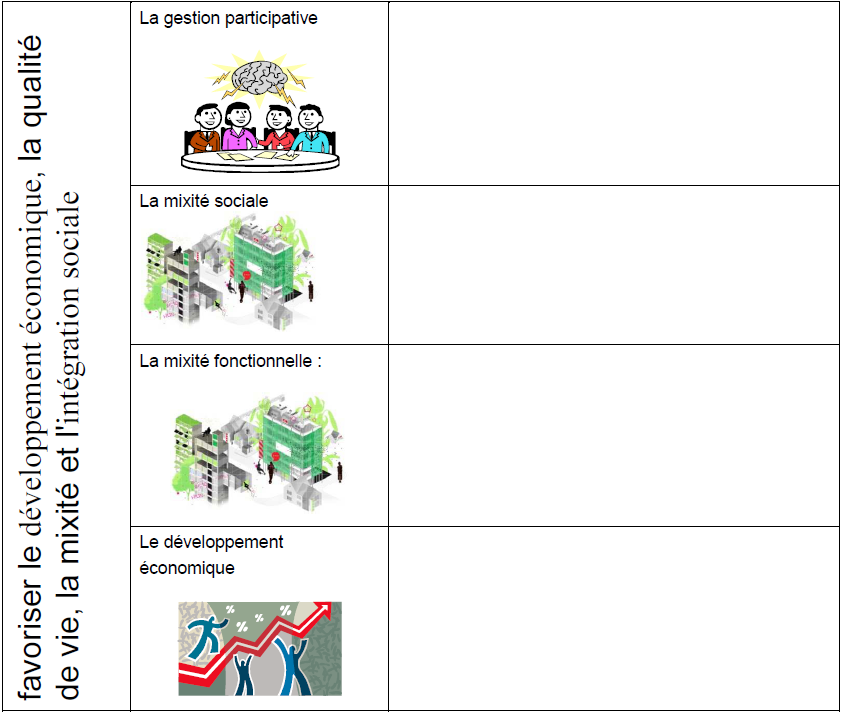 favoriser le développement économique, la qualité
de vie, la mixité et l'intégration sociale
La gestion participative
La mixité sociale
La mixité fonctionnelle :
Le développement
économique
% % % % %